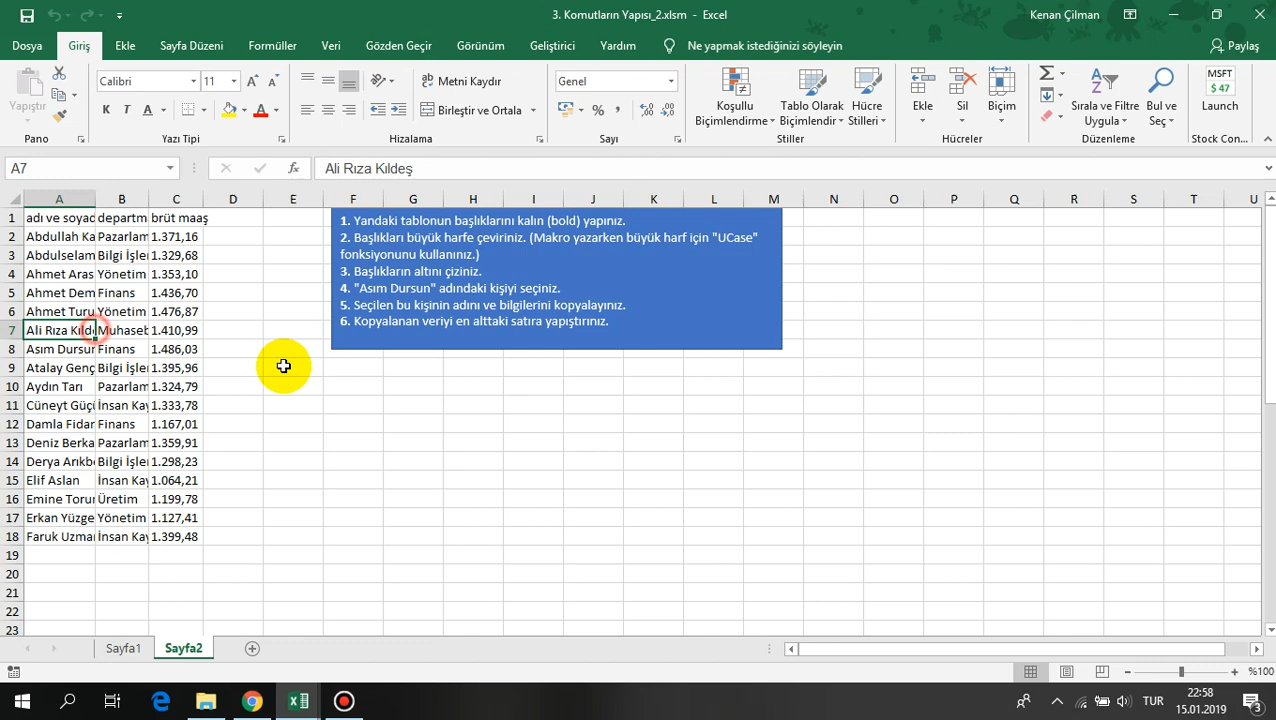 3. Komutların Yapısı_2.xlsm - Excel
Kenan Çilman
Dosya Giriş Ekle Sayfa Düzeni Formüller Veri Gözden Geçir Görünüm Geliştirici Yardım Ne yapmak istediğinizi söyleyin Paylaş
Yapıştır
Calibri 11
K T A
Metni Kaydır
Birleştir ve Ortala
Genel
Koşullu Biçimlendirme
Tablo Olarak Biçimlendir
Hücre Stilleri
Ekle
Sil
Biçim
Sırala ve Filtre Uygula
Bul ve Seç
MSFT
$ 47
Launch
Pano Yazı Tipi Hizalama Sayı Stiller Hücreler Düzenleme Stock Con...
A7 fx Ali Rıza Kıldeş
A B C D E F G H I J K L M N O P Q R S T U
1 adı ve soyad departm brüt maaş
2 Abdullah Ka Pazarlam 1.371,16
3 Abdulselam Bilgi İşler 1.329,68
4 Ahmet Aras Yönetim 1.353,10
5 Ahmet Dem Finans 1.436,70
6 Ahmet Turu Yönetim 1.476,87
7 Ali Rıza Kılde Muhaseb 1.410,99
8 Asım Dursun Finans 1.486,03
9 Atalay Genç Bilgi İşler 1.395,96
10 Aydın Tarı Pazarlam 1.324,79
11 Cüneyt Güçü İnsan Kay 1.333,78
12 Damla Fidan Finans 1.167,01
13 Deniz Berka Pazarlam 1.359,91
14 Derya Arıkb Bilgi İşler 1.298,23
15 Elif Aslan İnsan Kay 1.064,21
16 Emine Torun Üretim 1.199,78
17 Erkan Yüzge Yönetim 1.127,41
18 Faruk Uzman İnsan Kay 1.399,48
19
20
21
22
23
1. Yandaki tablonun başlıklarını kalın (bold) yapınız.
2. Başlıkları büyük harfe çeviriniz. (Makro yazarken büyük harf için "UCase"
fonksiyonunu kullanınız.)
3. Başlıkların altını çiziniz.
4. "Asım Dursun" adındaki kişiyi seçiniz.
5. Seçilen bu kişinin adını ve bilgilerini kopyalayınız.
6. Kopyalanan veriyi en alttaki satıra yapıştırınız.
Sayfa1 Sayfa2
%100
TUR
22:58
15.01.2019
3